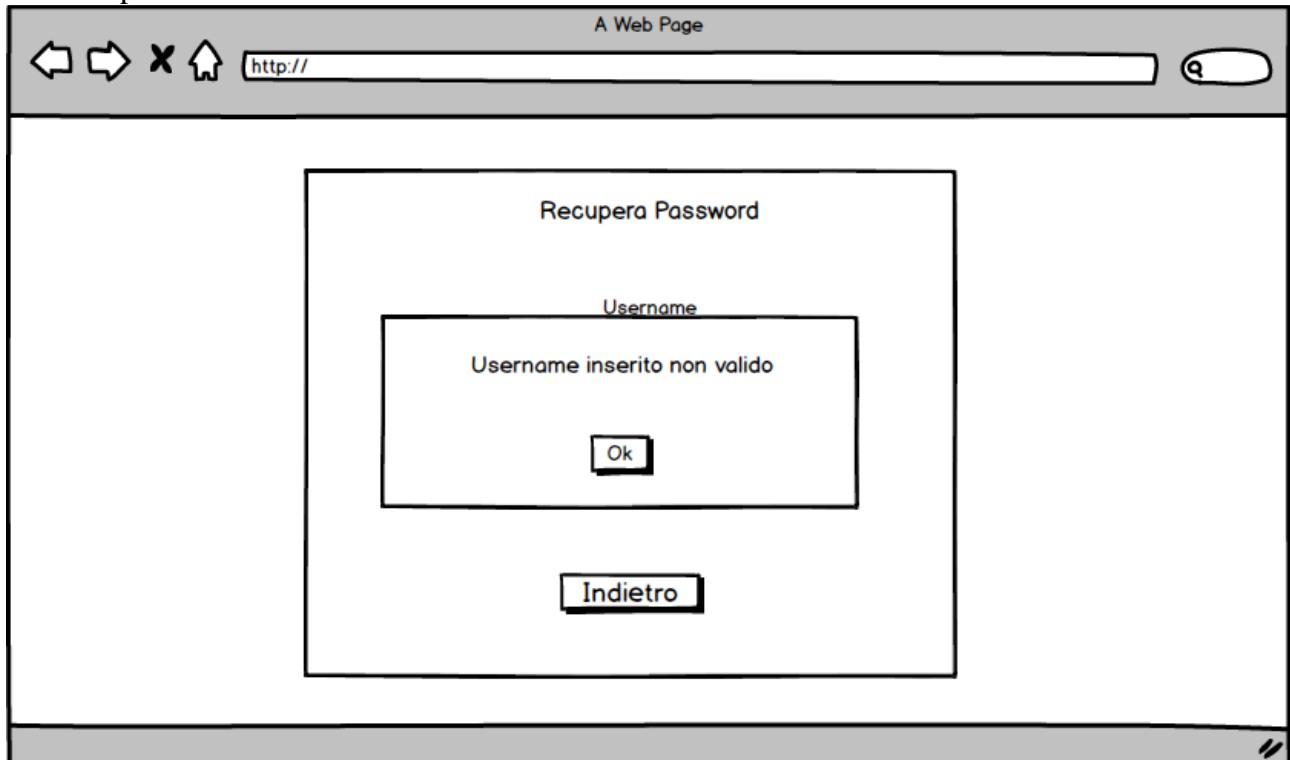 A Web Page
http://
Recupera Password
Username
Username inserito non valido
Ok
Indietro